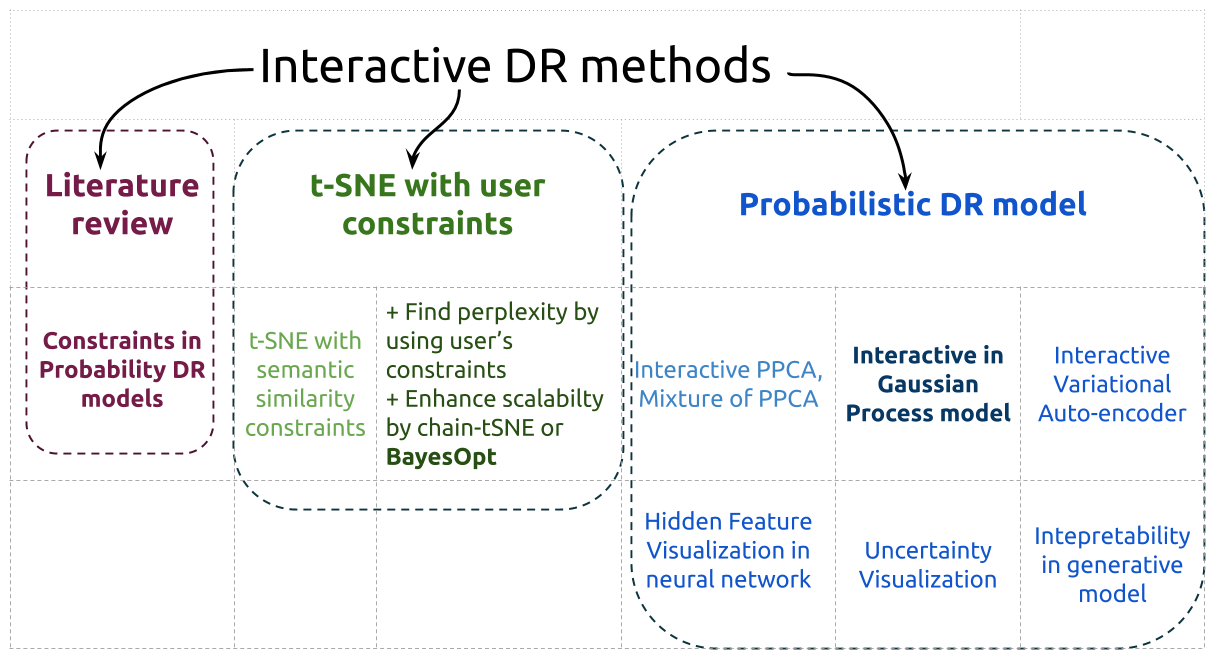 Interactive DR methods
Literature
review
t-SNE with user
constraints
Probabilistic DR model
Constraints in
Probability DR
models
t-SNE with
semantic
similarity
constraints
+ Find perplexity by
using user’s
constraints
+ Enhance scalabilty
by chain-tSNE or
BayesOpt
Interactive PPCA,
Mixture of PPCA
Interactive in
Gaussian
Process model
Interactive
Variational
Auto-encoder
Hidden Feature
Visualization in
neural network
Uncertainty
Visualization
Intepretability
in generative
model